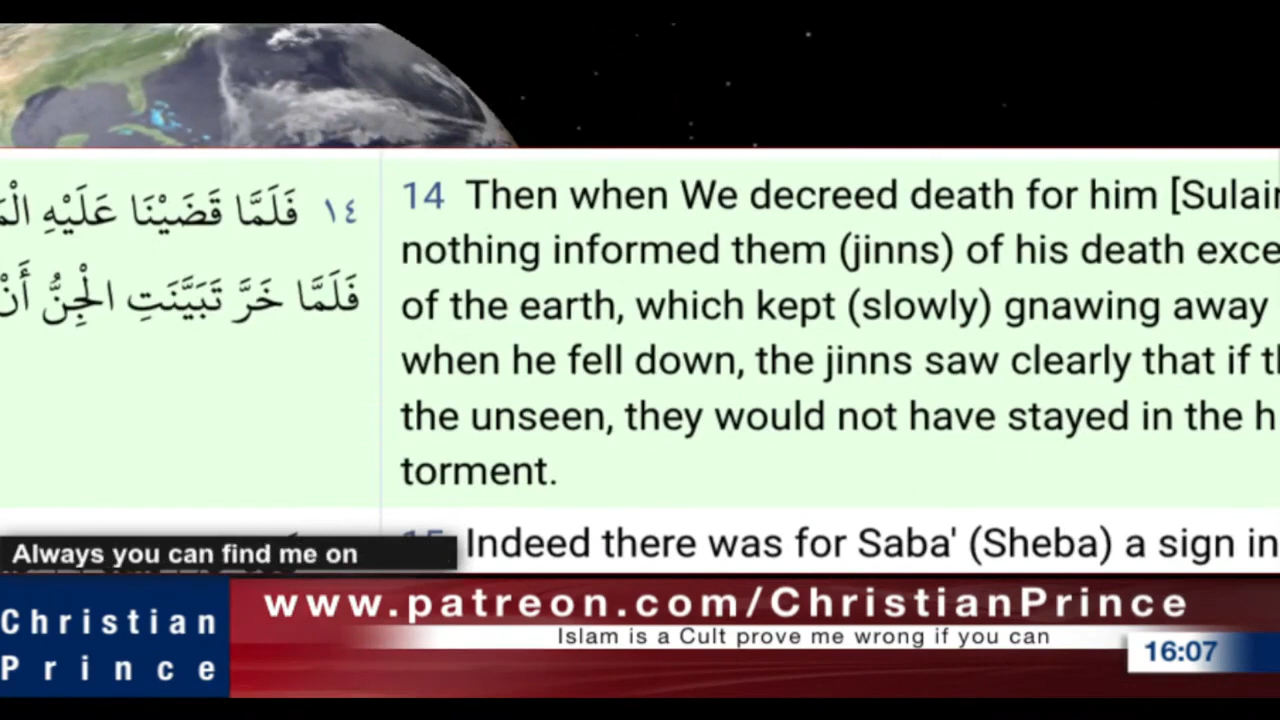 ١٤ فَلَمَّا قَضَيْنَا عَلَيْهِ
فَلَمَّا خَرَّ تَبَيَّنَتِ الْجِنُّ أَنْ
14 Then when We decreed death for him [Sulai
nothing informed them (jinns) of his death exce
of the earth, which kept (slowly) gnawing away
when he fell down, the jinns saw clearly that if t
the unseen, they would not have stayed in the h
torment.
15 Indeed there was for Saba' (Sheba) a sign in
Always you can find me on
Christian
Prince
www.patreon.com/ChristianPrince
Islam is a Cult prove me wrong if you can
16:07